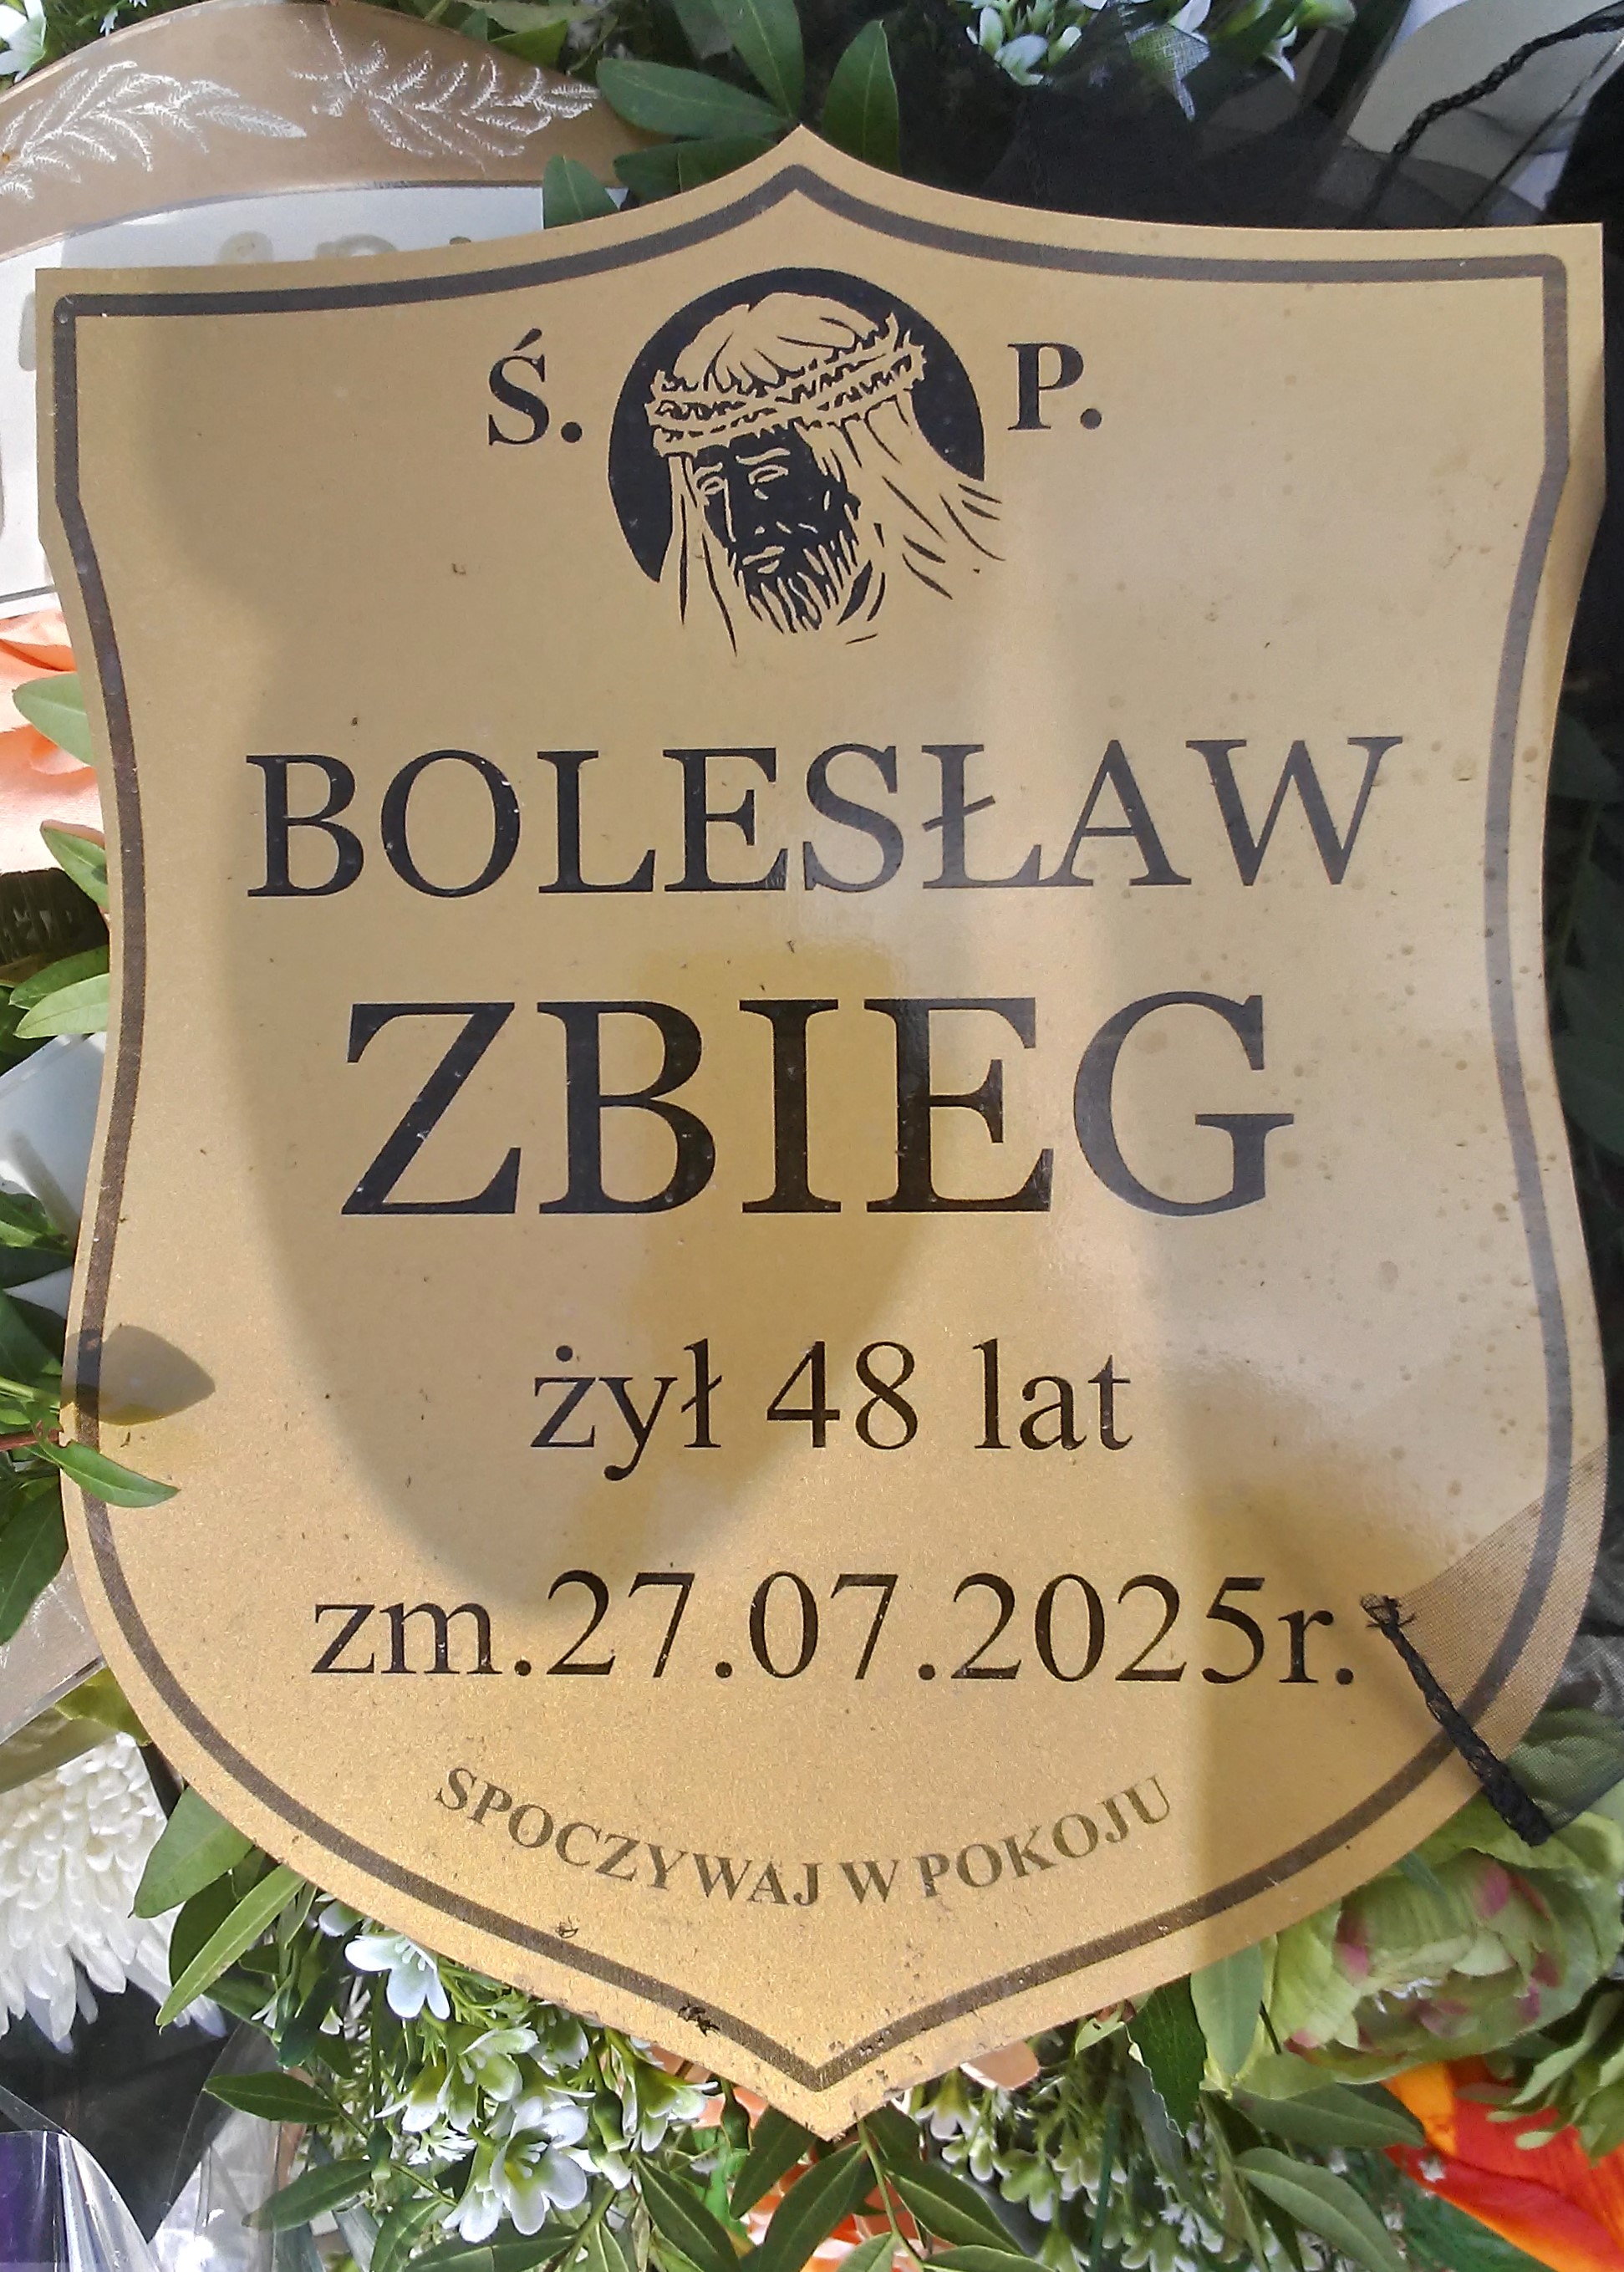 Ś. P.
BOLESŁAW
ZBIEG
żył 48 lat
zm.27.07.2025r.
SPOCZYWAJ W POKOJU